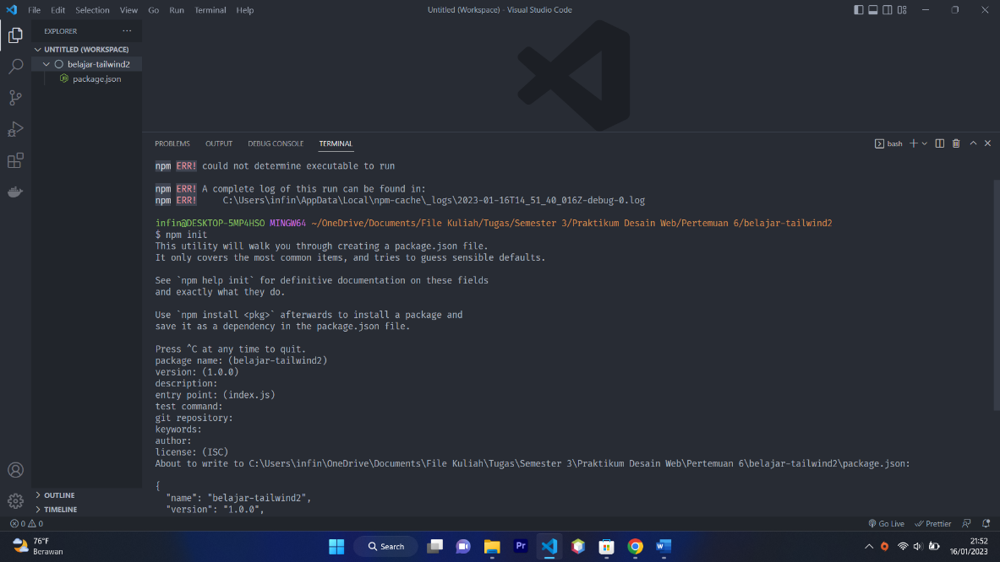 File Edit Selection View Go Run Terminal Help
Untitled (Workspace) - Visual Studio Code
EXPLORER
UNTITLED (WORKSPACE)
belajar-tailwind2
package.json
PROBLEMS OUTPUT DEBUG CONSOLE TERMINAL
bash
npm ERR! could not determine executable to run
npm ERR! A complete log of this run can be found in:
npm ERR!     C:\Users\infin\AppData\Local\npm-cache\_logs\2023-01-16T14_51_40_016Z-debug-0.log
infin@DESKTOP-5MP4HSO MINGW64 ~/OneDrive/Documents/File Kuliah/Tugas/Semester 3/Praktikum Desain Web/Pertemuan 6/belajar-tailwind2
$ npm init
This utility will walk you through creating a package.json file.
It only covers the most common items, and tries to guess sensible defaults.
See `npm help init` for definitive documentation on these fields
and exactly what they do.
Use `npm install <pkg>` afterwards to install a package and
save it as a dependency in the package.json file.
Press ^C at any time to quit.
package name: (belajar-tailwind2)
version: (1.0.0)
description:
entry point: (index.js)
test command:
git repository:
keywords:
author:
license: (ISC)
About to write to C:\Users\infin\OneDrive\Documents\File Kuliah\Tugas\Semester 3\Praktikum Desain Web\Pertemuan 6\belajar-tailwind2\package.json:
{
  "name": "belajar-tailwind2",
  "version": "1.0.0",
OUTLINE
TIMELINE
0 0
Go Live Prettier
76°F
Berawan
Search
Pr
W
21:52
16/01/2023